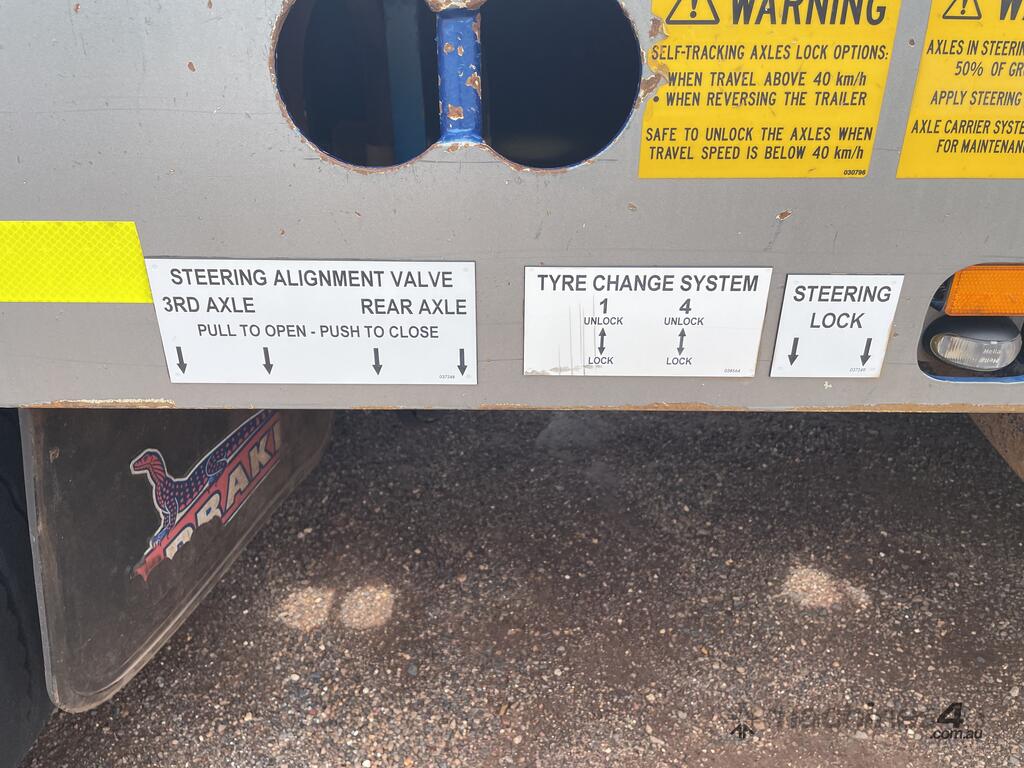 WARNING
SELF-TRACKING AXLES LOCK OPTIONS:
• WHEN TRAVEL ABOVE 40 km/h
• WHEN REVERSING THE TRAILER
SAFE TO UNLOCK THE AXLES WHEN
TRAVEL SPEED IS BELOW 40 km/h
030796
AXLES IN STEERIN
50% OF GR
APPLY STEERING
AXLE CARRIER SYSTE
FOR MAINTENAN
STEERING ALIGNMENT VALVE
3RD AXLE REAR AXLE
PULL TO OPEN - PUSH TO CLOSE
TYRE CHANGE SYSTEM
1 4
UNLOCK UNLOCK
LOCK LOCK
STEERING
LOCK
Hella
DRAKE
machines4
.com.au